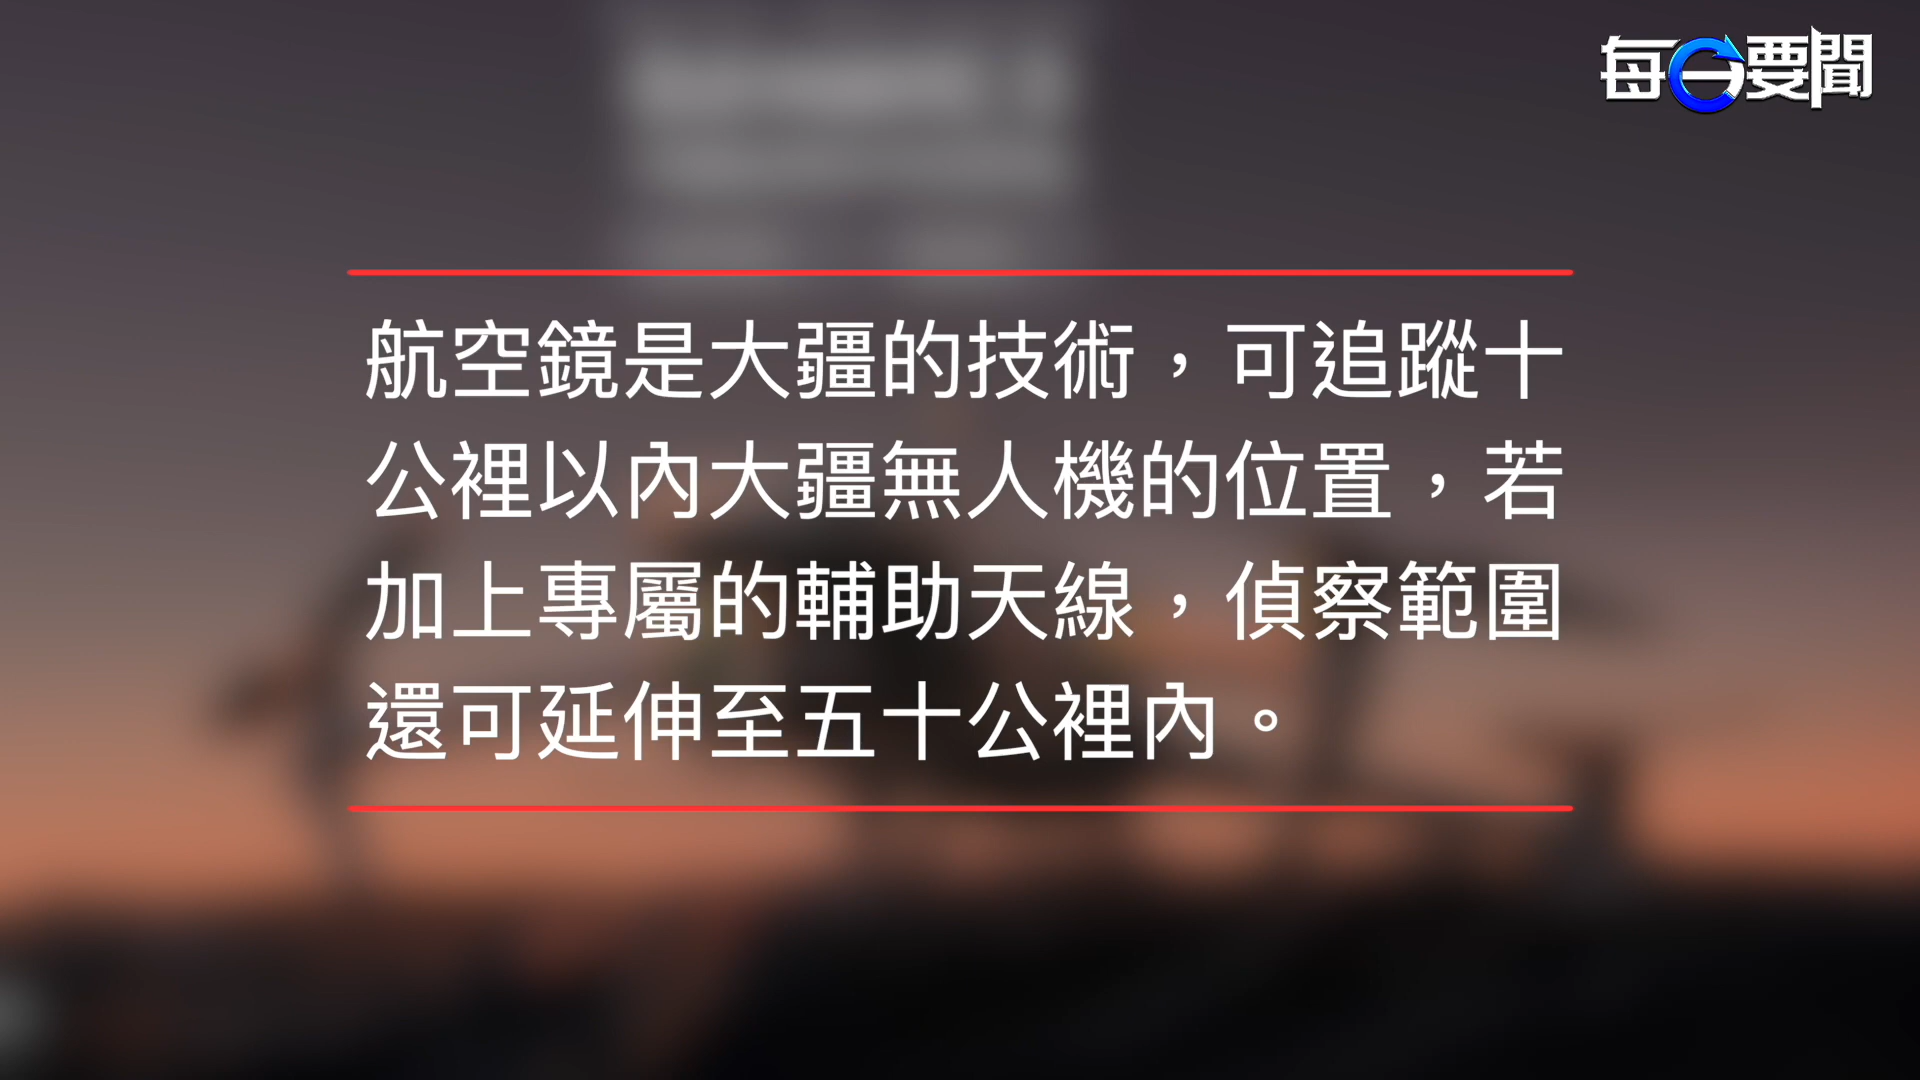 每日要聞
航空鏡是大疆的技術，可追蹤十
公裡以內大疆無人機的位置，若
加上專屬的輔助天線，偵察範圍
還可延伸至五十公裡內。